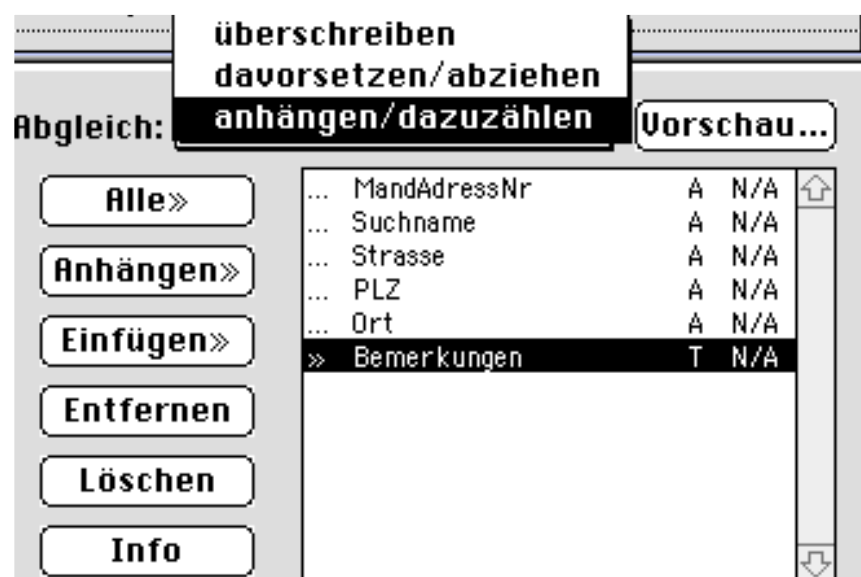 überschreiben
davorsetzen/abziehen
anhängen/dazuzählen
Abgleich:
Vorschau...
Alle»
Anhängen»
Einfügen»
Entfernen
Löschen
Info
... MandAdressNr A N/A
... Suchname A N/A
... Strasse A N/A
... PLZ A N/A
... Ort A N/A
» Bemerkungen T N/A